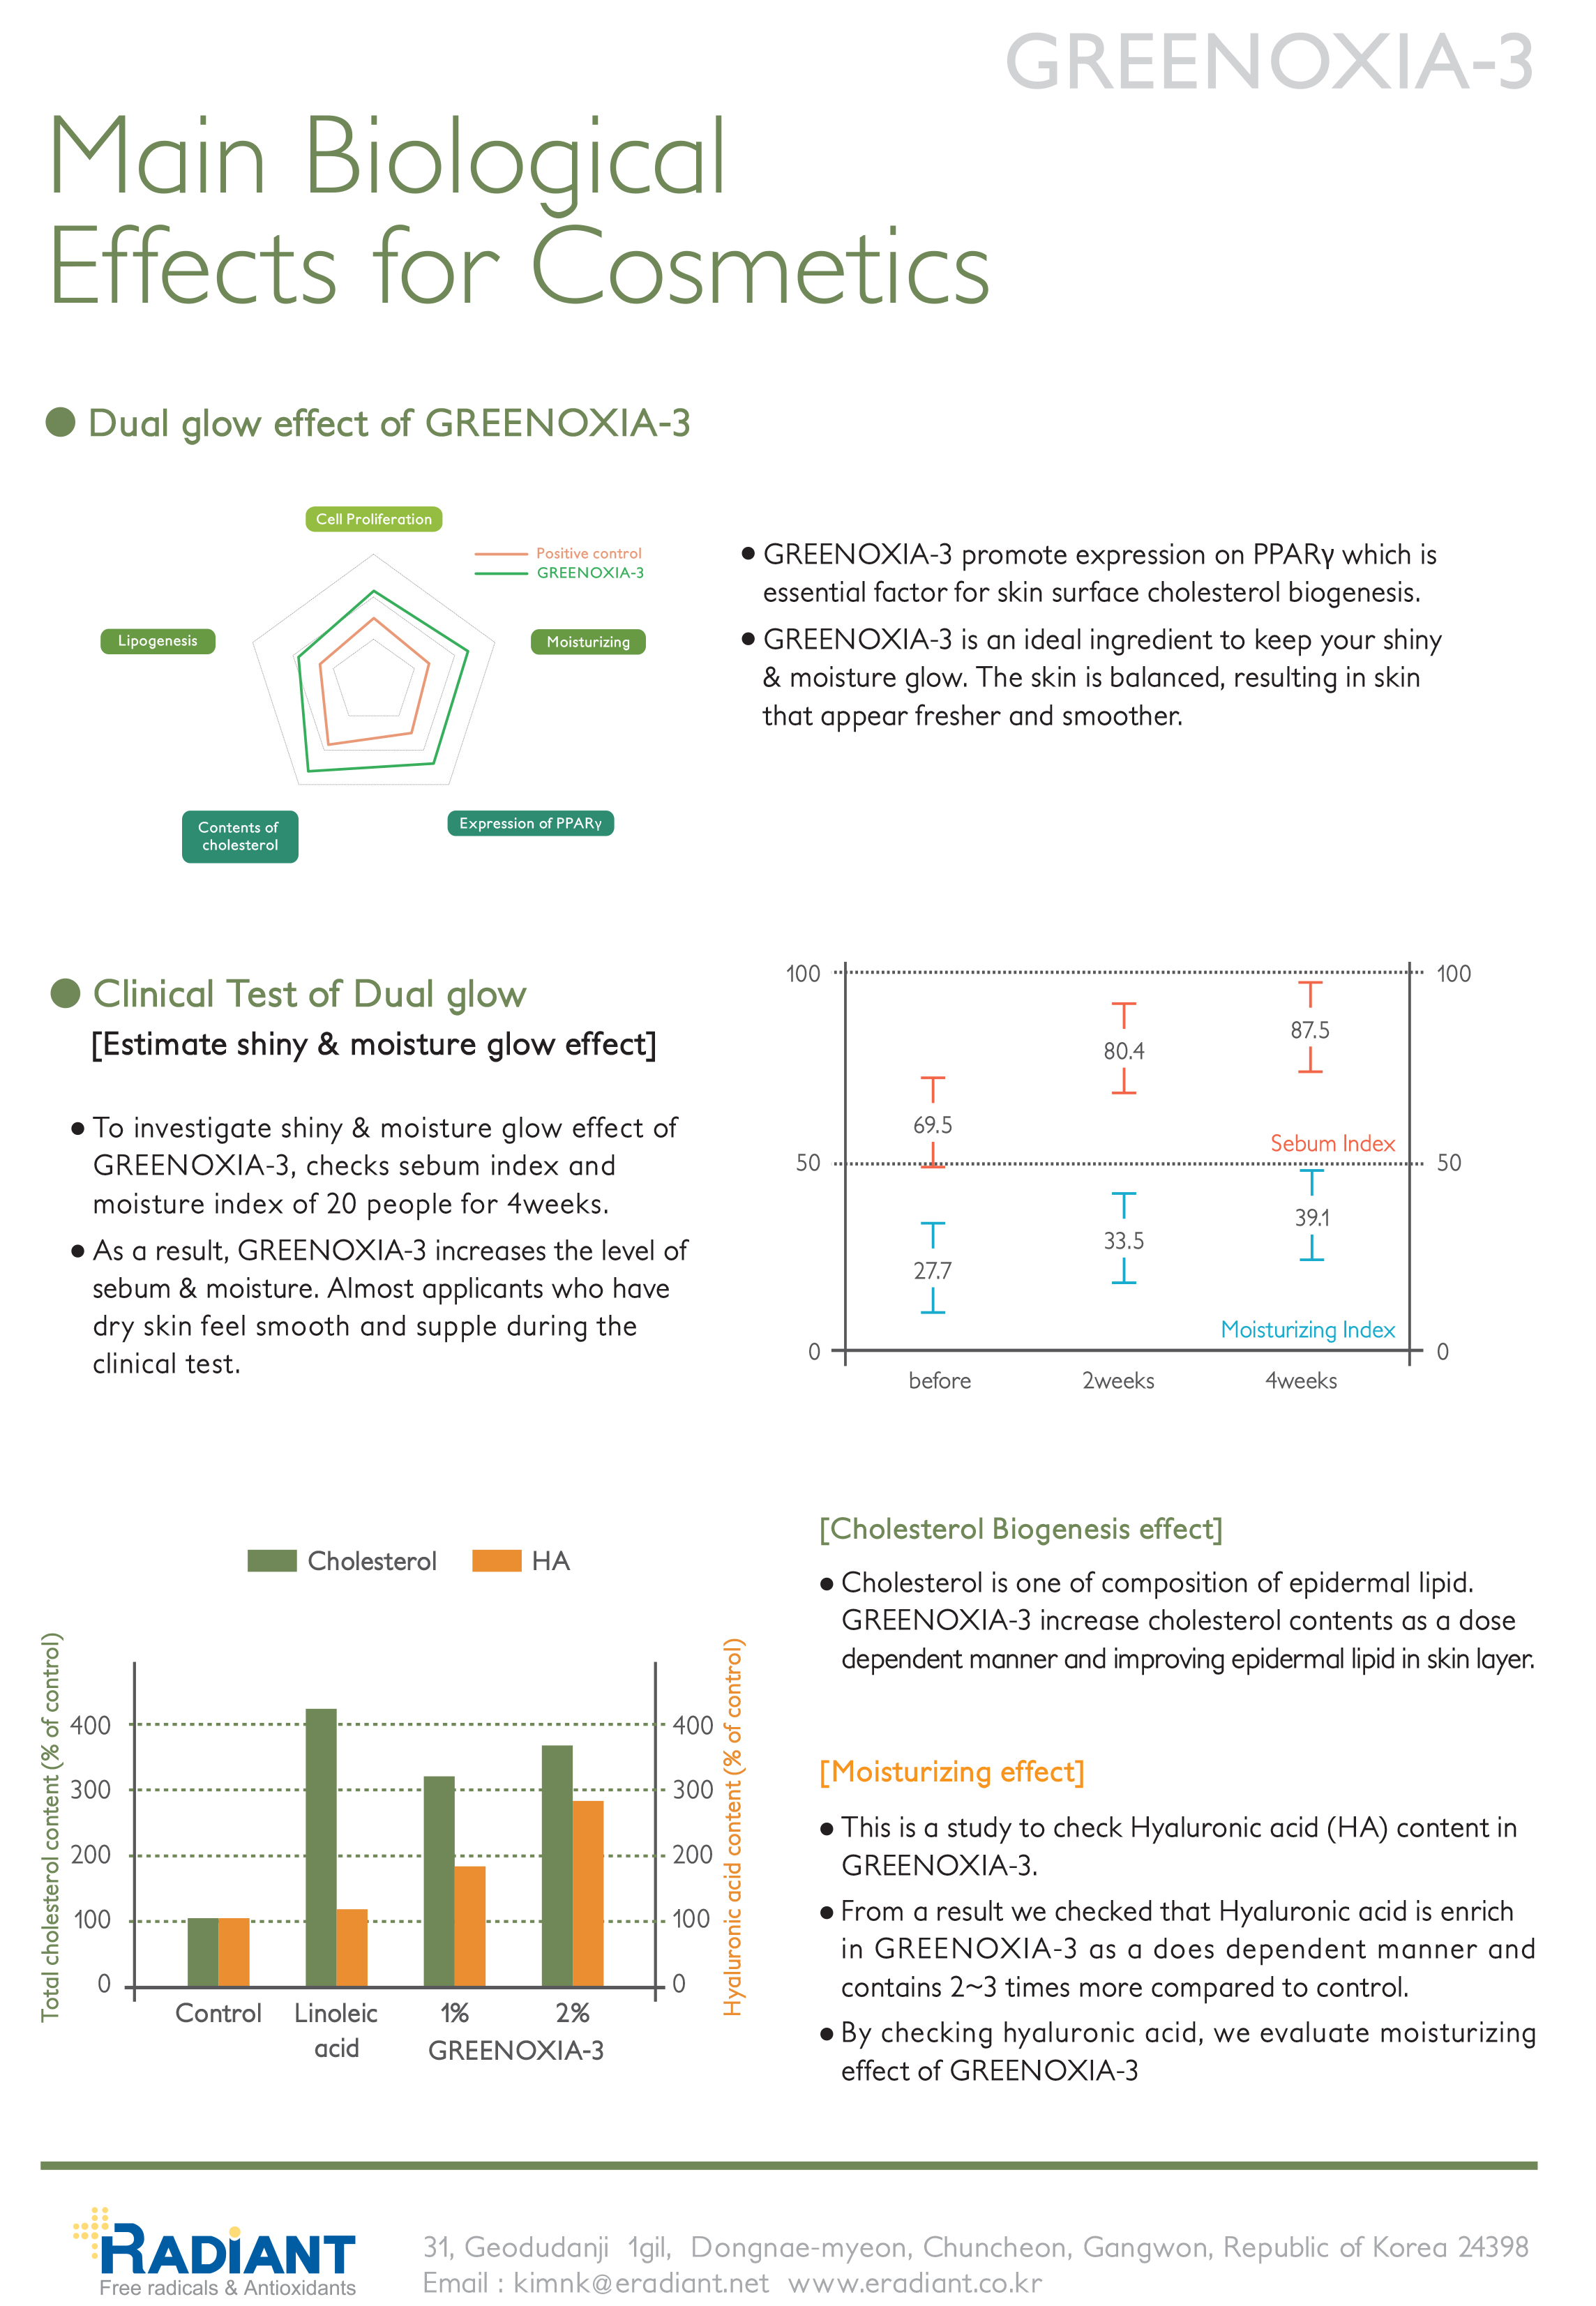 GREENOXIA-3
Main Biological
Effects for Cosmetics
Dual glow effect of GREENOXIA-3
Cell Proliferation
Positive control
GREENOXIA-3
Lipogenesis
Moisturizing
Contents of
cholesterol
Expression of PPARγ
● GREENOXIA-3 promote expression on PPARγ which is
essential factor for skin surface cholesterol biogenesis.
● GREENOXIA-3 is an ideal ingredient to keep your shiny
& moisture glow. The skin is balanced, resulting in skin
that appear fresher and smoother.
● Clinical Test of Dual glow
[Estimate shiny & moisture glow effect]
● To investigate shiny & moisture glow effect of
GREENOXIA-3, checks sebum index and
moisture index of 20 people for 4weeks.
● As a result, GREENOXIA-3 increases the level of
sebum & moisture. Almost applicants who have
dry skin feel smooth and supple during the
clinical test.
100 100
87.5
80.4
69.5
Sebum Index
50 50
39.1
33.5
27.7
Moisturizing Index
0 0
before 2weeks 4weeks
Cholesterol HA
Total cholesterol content (% of control)
Hyaluronic acid content (% of control)
400 400
300 300
200 200
100 100
0 0
Control Linoleic 1% 2%
acid GREENOXIA-3
[Cholesterol Biogenesis effect]
● Cholesterol is one of composition of epidermal lipid.
GREENOXIA-3 increase cholesterol contents as a dose
dependent manner and improving epidermal lipid in skin layer.
[Moisturizing effect]
● This is a study to check Hyaluronic acid (HA) content in
GREENOXIA-3.
● From a result we checked that Hyaluronic acid is enrich
in GREENOXIA-3 as a does dependent manner and
contains 2~3 times more compared to control.
● By checking hyaluronic acid, we evaluate moisturizing
effect of GREENOXIA-3
RADiANT
Free radicals & Antioxidants
31, Geodudanji 1gil, Dongnae-myeon, Chuncheon, Gangwon, Republic of Korea 24398
Email : kimnk@eradiant.net www.eradiant.co.kr